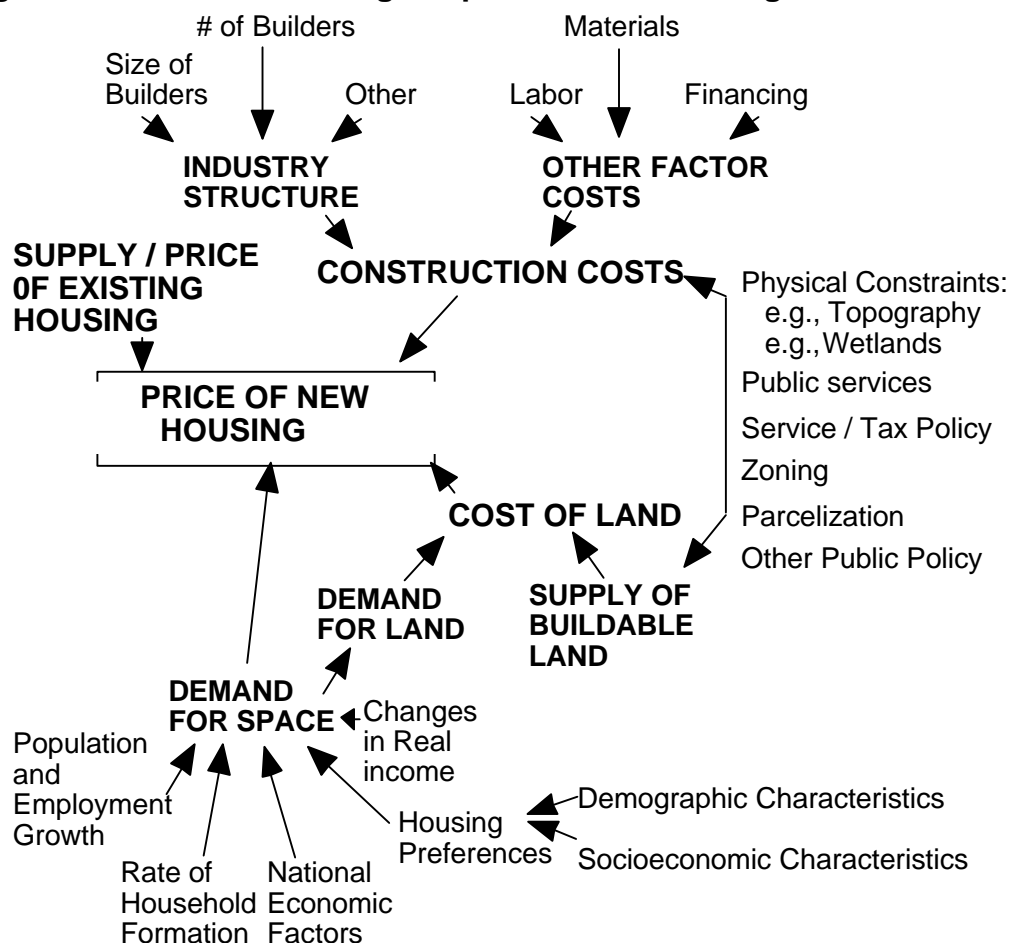 # of Builders
Materials
Size of
Builders
Other
Labor
Financing
INDUSTRY
STRUCTURE
OTHER FACTOR
COSTS
SUPPLY / PRICE
0F EXISTING
HOUSING
CONSTRUCTION COSTS
Physical Constraints:
e.g., Topography
e.g.,Wetlands
Public services
Service / Tax Policy
Zoning
Parcelization
Other Public Policy
PRICE OF NEW
HOUSING
COST OF LAND
DEMAND
FOR LAND
SUPPLY OF
BUILDABLE
LAND
DEMAND
FOR SPACE
Changes
in Real
income
Population
and
Employment
Growth
Rate of
Household
Formation
National
Economic
Factors
Housing
Preferences
Demographic Characteristics
Socioeconomic Characteristics